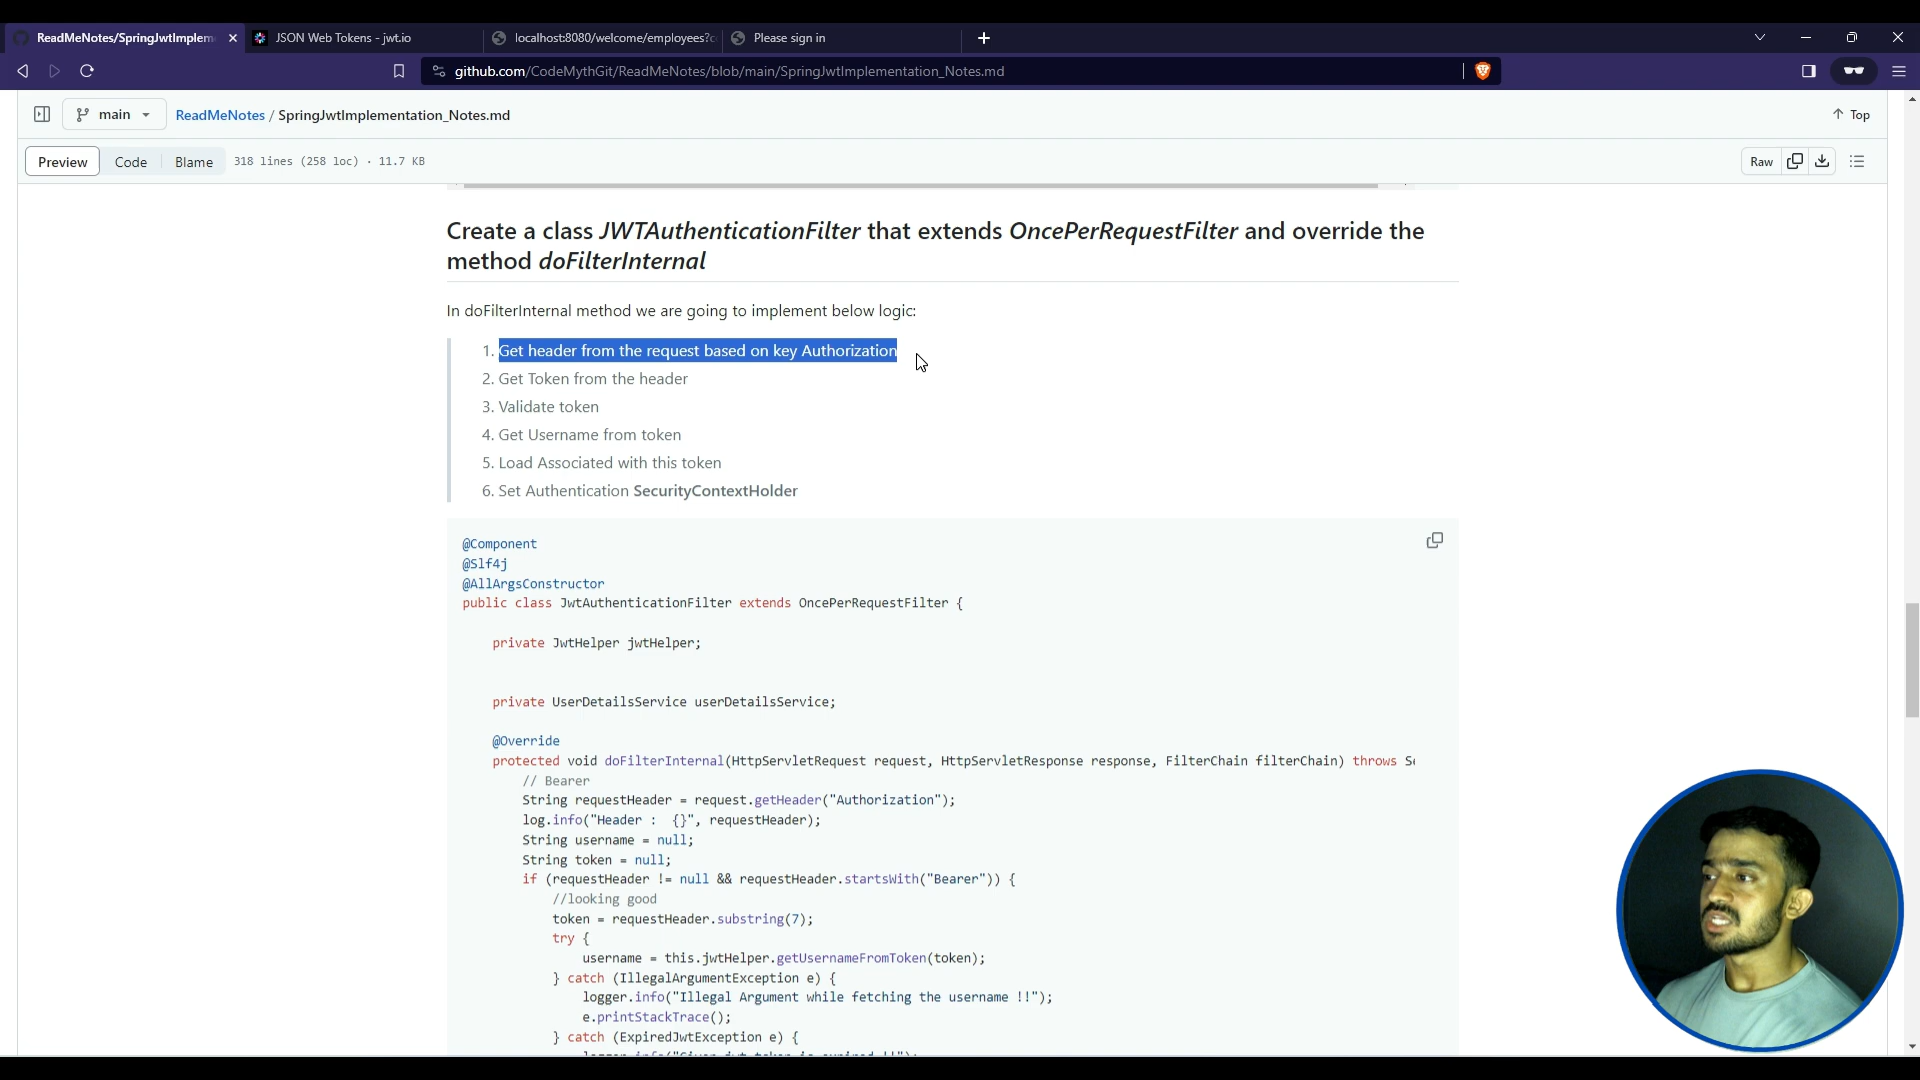 ReadMeNotes/SpringJwtImplem
JSON Web Tokens - jwt.io
localhost:8080/welcome/employees?c
Please sign in
github.com/CodeMythGit/ReadMeNotes/blob/main/SpringJwtImplementation_Notes.md
main
ReadMeNotes / SpringJwtImplementation_Notes.md
Top
Preview
Code
Blame
318 lines (258 loc) · 11.7 KB
Raw
Create a class JWTAuthenticationFilter that extends OncePerRequestFilter and override the
method doFilterInternal
In doFilterInternal method we are going to implement below logic:
1. Get header from the request based on key Authorization
2. Get Token from the header
3. Validate token
4. Get Username from token
5. Load Associated with this token
6. Set Authentication SecurityContextHolder
@Component
@Slf4j
@AllArgsConstructor
public class JwtAuthenticationFilter extends OncePerRequestFilter {
private JwtHelper jwtHelper;
private UserDetailsService userDetailsService;
@Override
protected void doFilterInternal(HttpServletRequest request, HttpServletResponse response, FilterChain filterChain) throws Se
// Bearer
String requestHeader = request.getHeader("Authorization");
log.info("Header :  {}", requestHeader);
String username = null;
String token = null;
if (requestHeader != null && requestHeader.startsWith("Bearer")) {
//looking good
token = requestHeader.substring(7);
try {
username = this.jwtHelper.getUsernameFromToken(token);
} catch (IllegalArgumentException e) {
logger.info("Illegal Argument while fetching the username !!");
e.printStackTrace();
} catch (ExpiredJwtException e) {